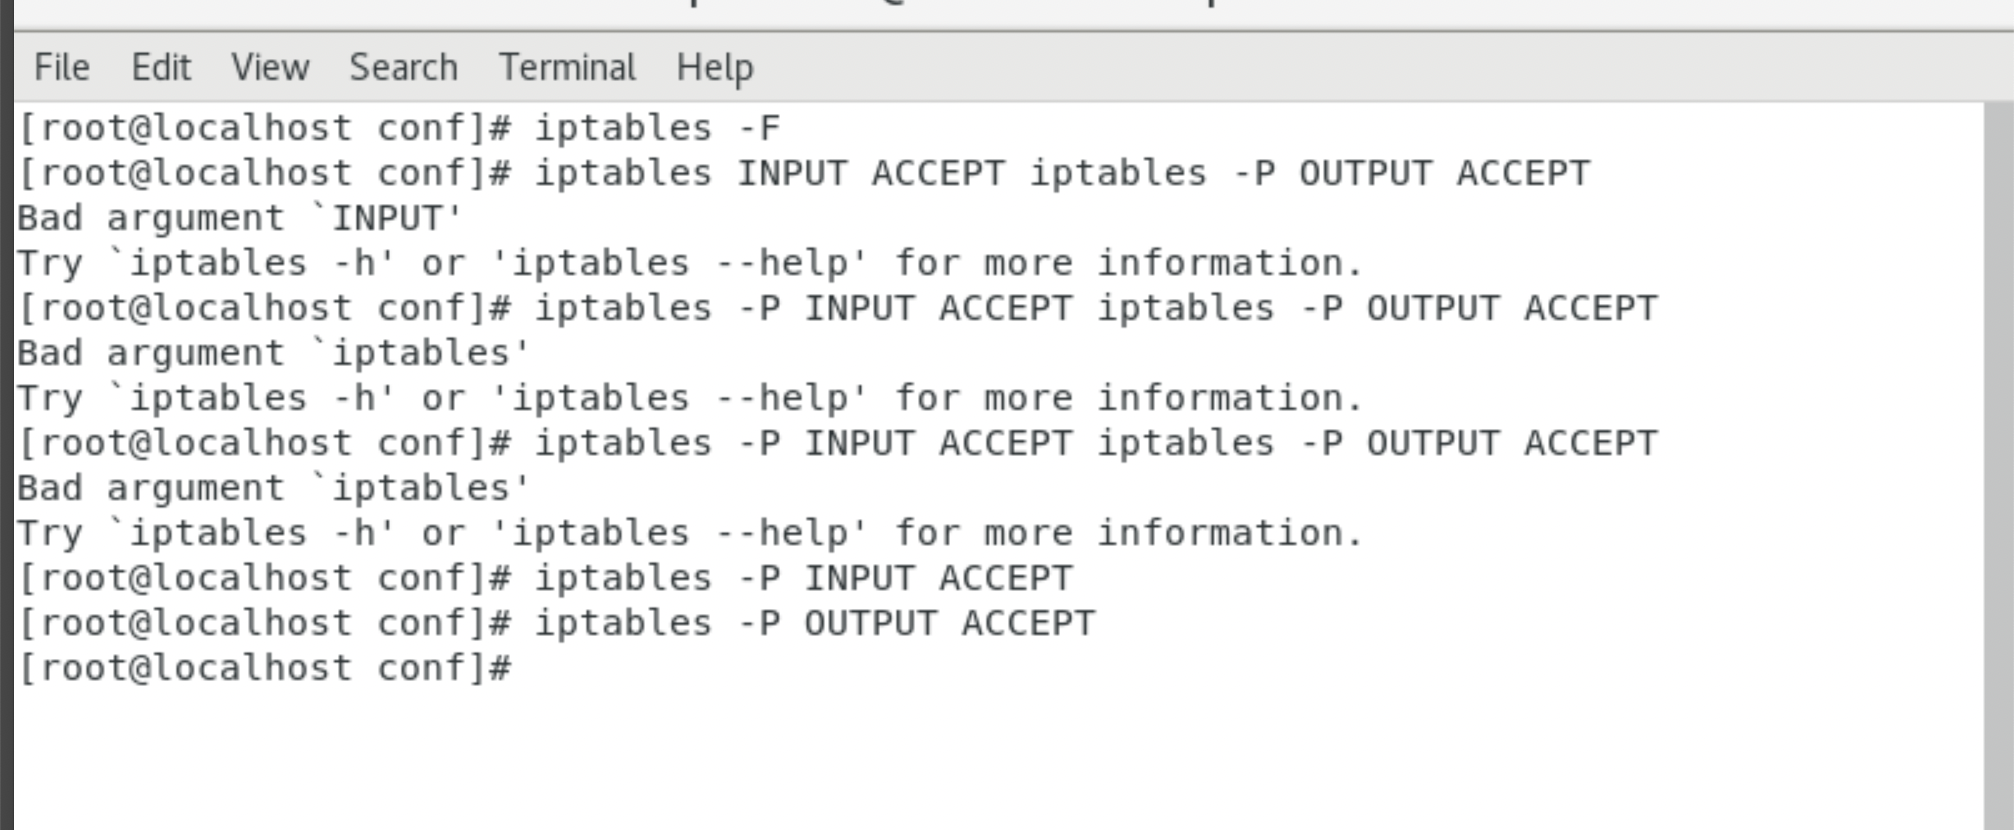 File Edit View Search Terminal Help
[root@localhost conf]# iptables -F
[root@localhost conf]# iptables INPUT ACCEPT iptables -P OUTPUT ACCEPT
Bad argument `INPUT'
Try `iptables -h' or 'iptables --help' for more information.
[root@localhost conf]# iptables -P INPUT ACCEPT iptables -P OUTPUT ACCEPT
Bad argument `iptables'
Try `iptables -h' or 'iptables --help' for more information.
[root@localhost conf]# iptables -P INPUT ACCEPT iptables -P OUTPUT ACCEPT
Bad argument `iptables'
Try `iptables -h' or 'iptables --help' for more information.
[root@localhost conf]# iptables -P INPUT ACCEPT
[root@localhost conf]# iptables -P OUTPUT ACCEPT
[root@localhost conf]#